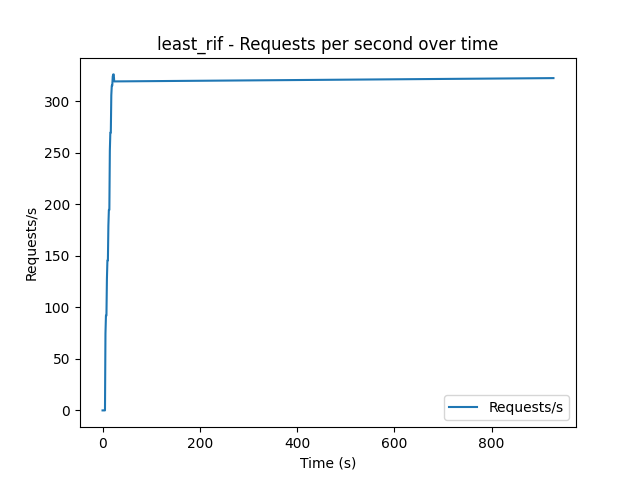 least_rif - Requests per second over time
300
250
200
150
100
50
0
Requests/s
Requests/s
0 200 400 600 800
Time (s)